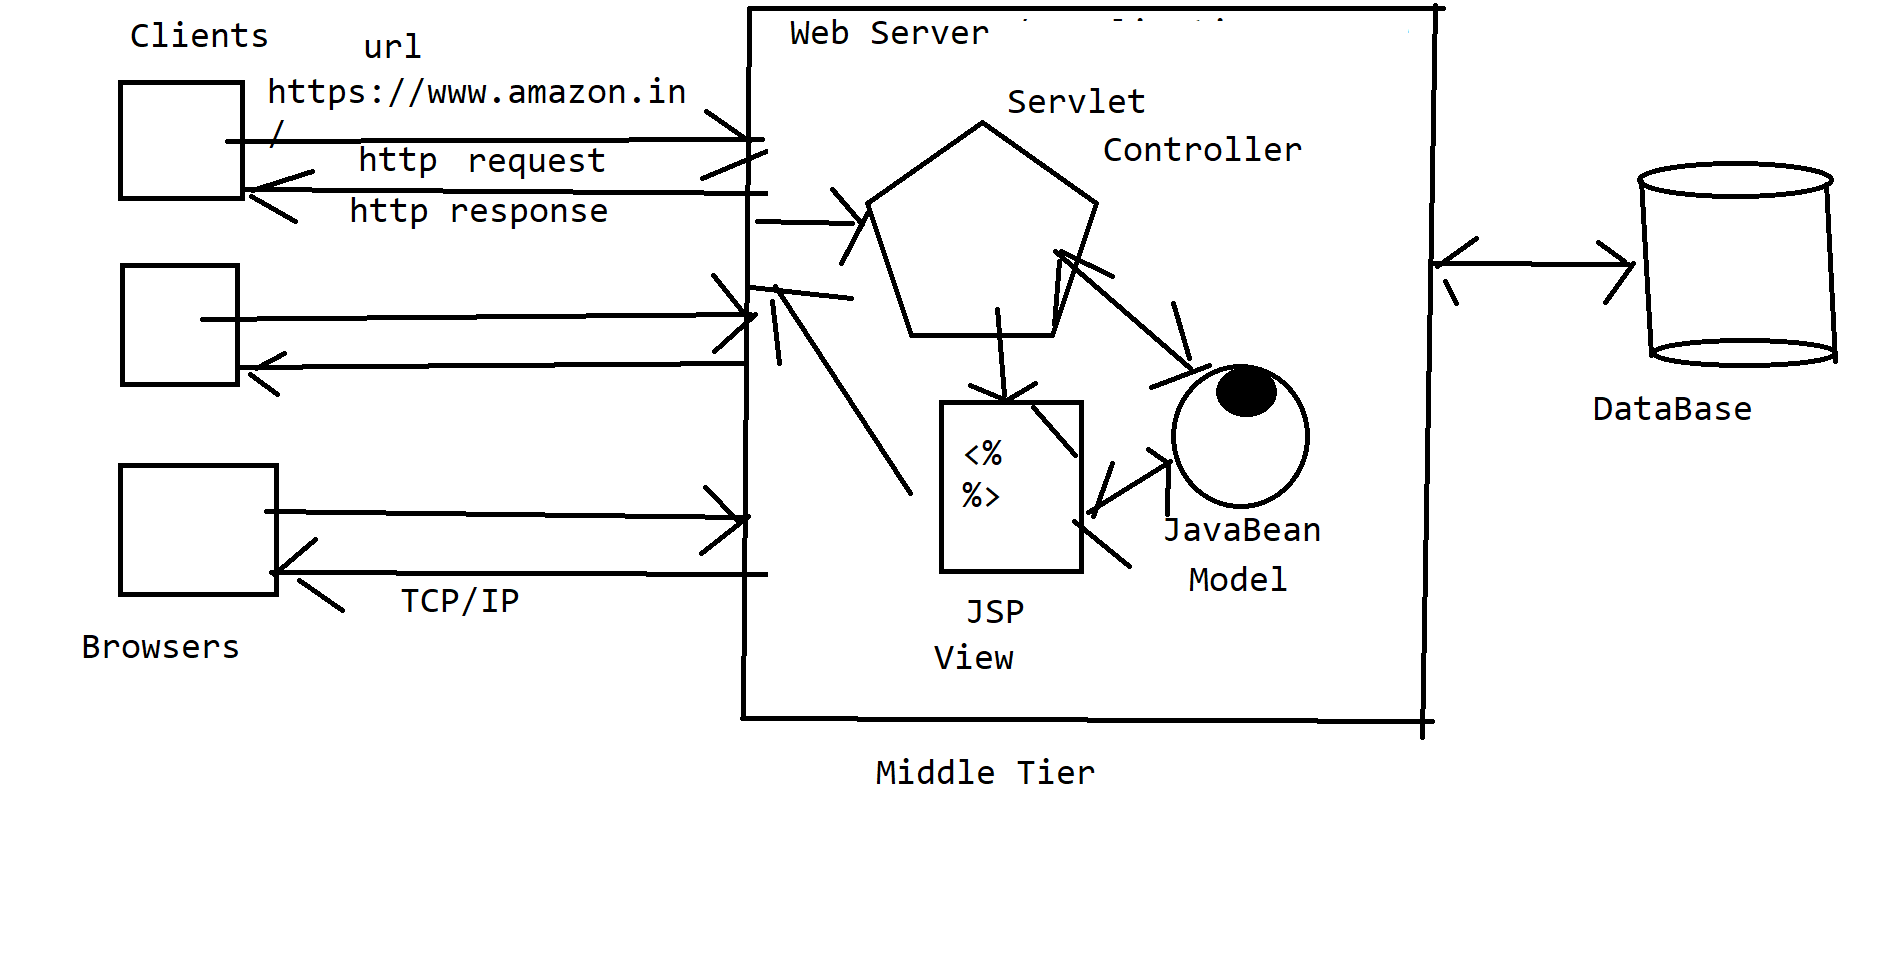 Clients
url
https://www.amazon.in
/
http request
http response
TCP/IP
Browsers
Web Server
Servlet
Controller
<%
%>
JSP
View
JavaBean
Model
Middle Tier
DataBase